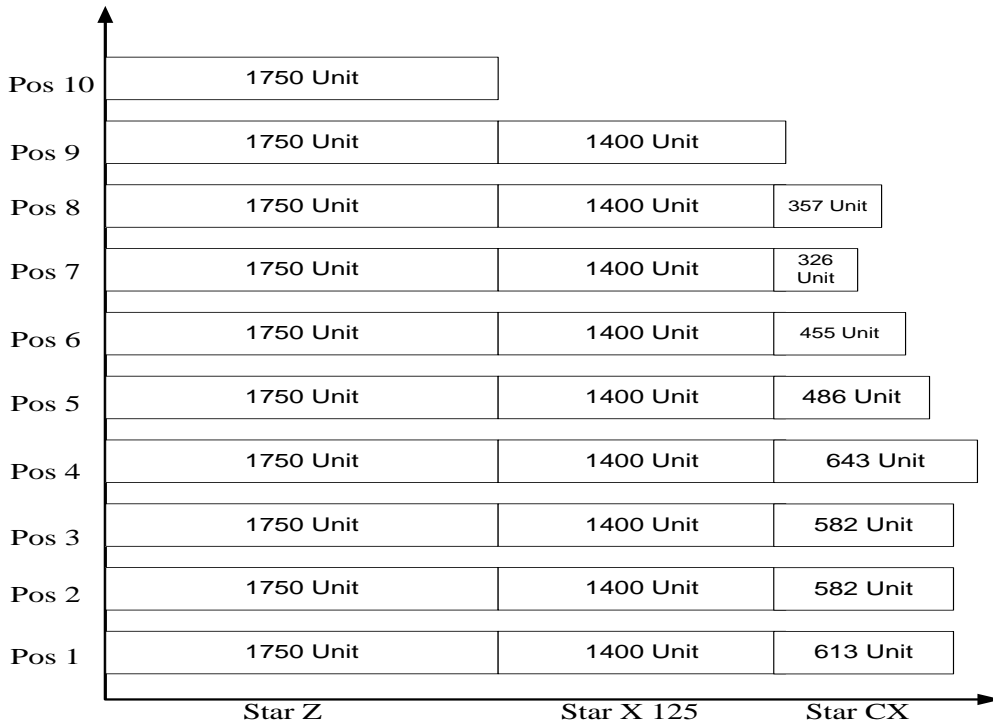 Pos 10 1750 Unit
Pos 9 1750 Unit 1400 Unit
Pos 8 1750 Unit 1400 Unit 357 Unit
Pos 7 1750 Unit 1400 Unit 326
Unit
Pos 6 1750 Unit 1400 Unit 455 Unit
Pos 5 1750 Unit 1400 Unit 486 Unit
Pos 4 1750 Unit 1400 Unit 643 Unit
Pos 3 1750 Unit 1400 Unit 582 Unit
Pos 2 1750 Unit 1400 Unit 582 Unit
Pos 1 1750 Unit 1400 Unit 613 Unit
Star Z Star X 125 Star CX